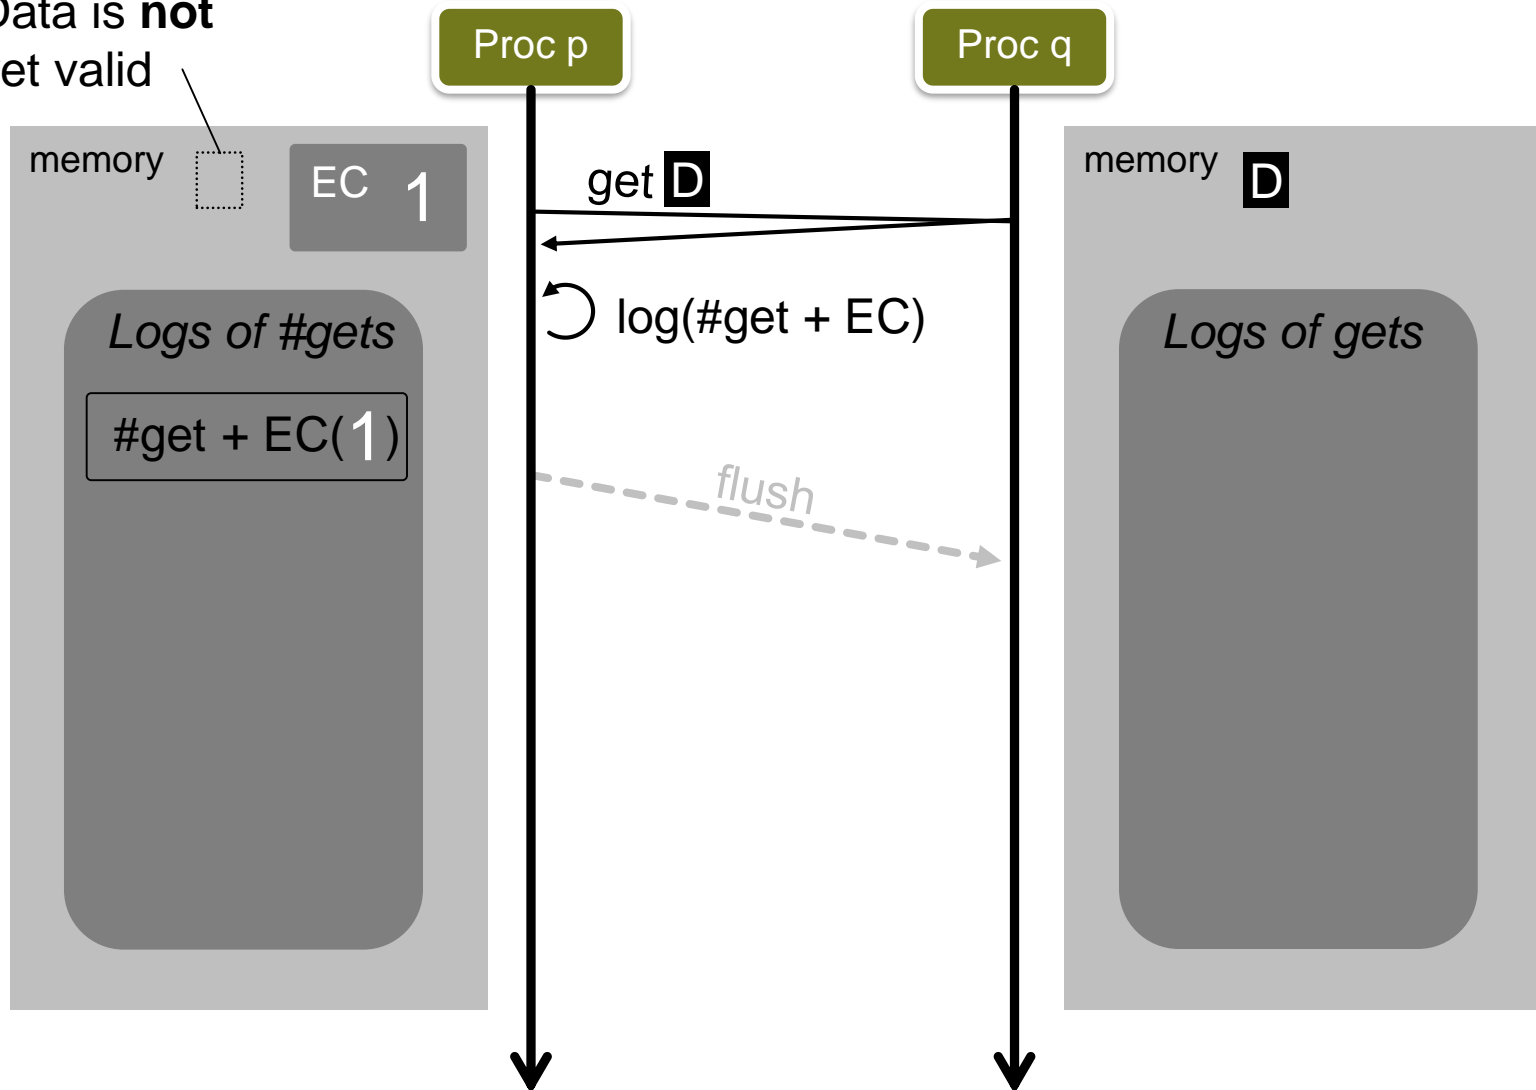 Data is not
et valid
Proc p
Proc q
memory
EC 1
get D
memory
D
log(#get + EC)
Logs of #gets
Logs of gets
#get + EC(1)
flush